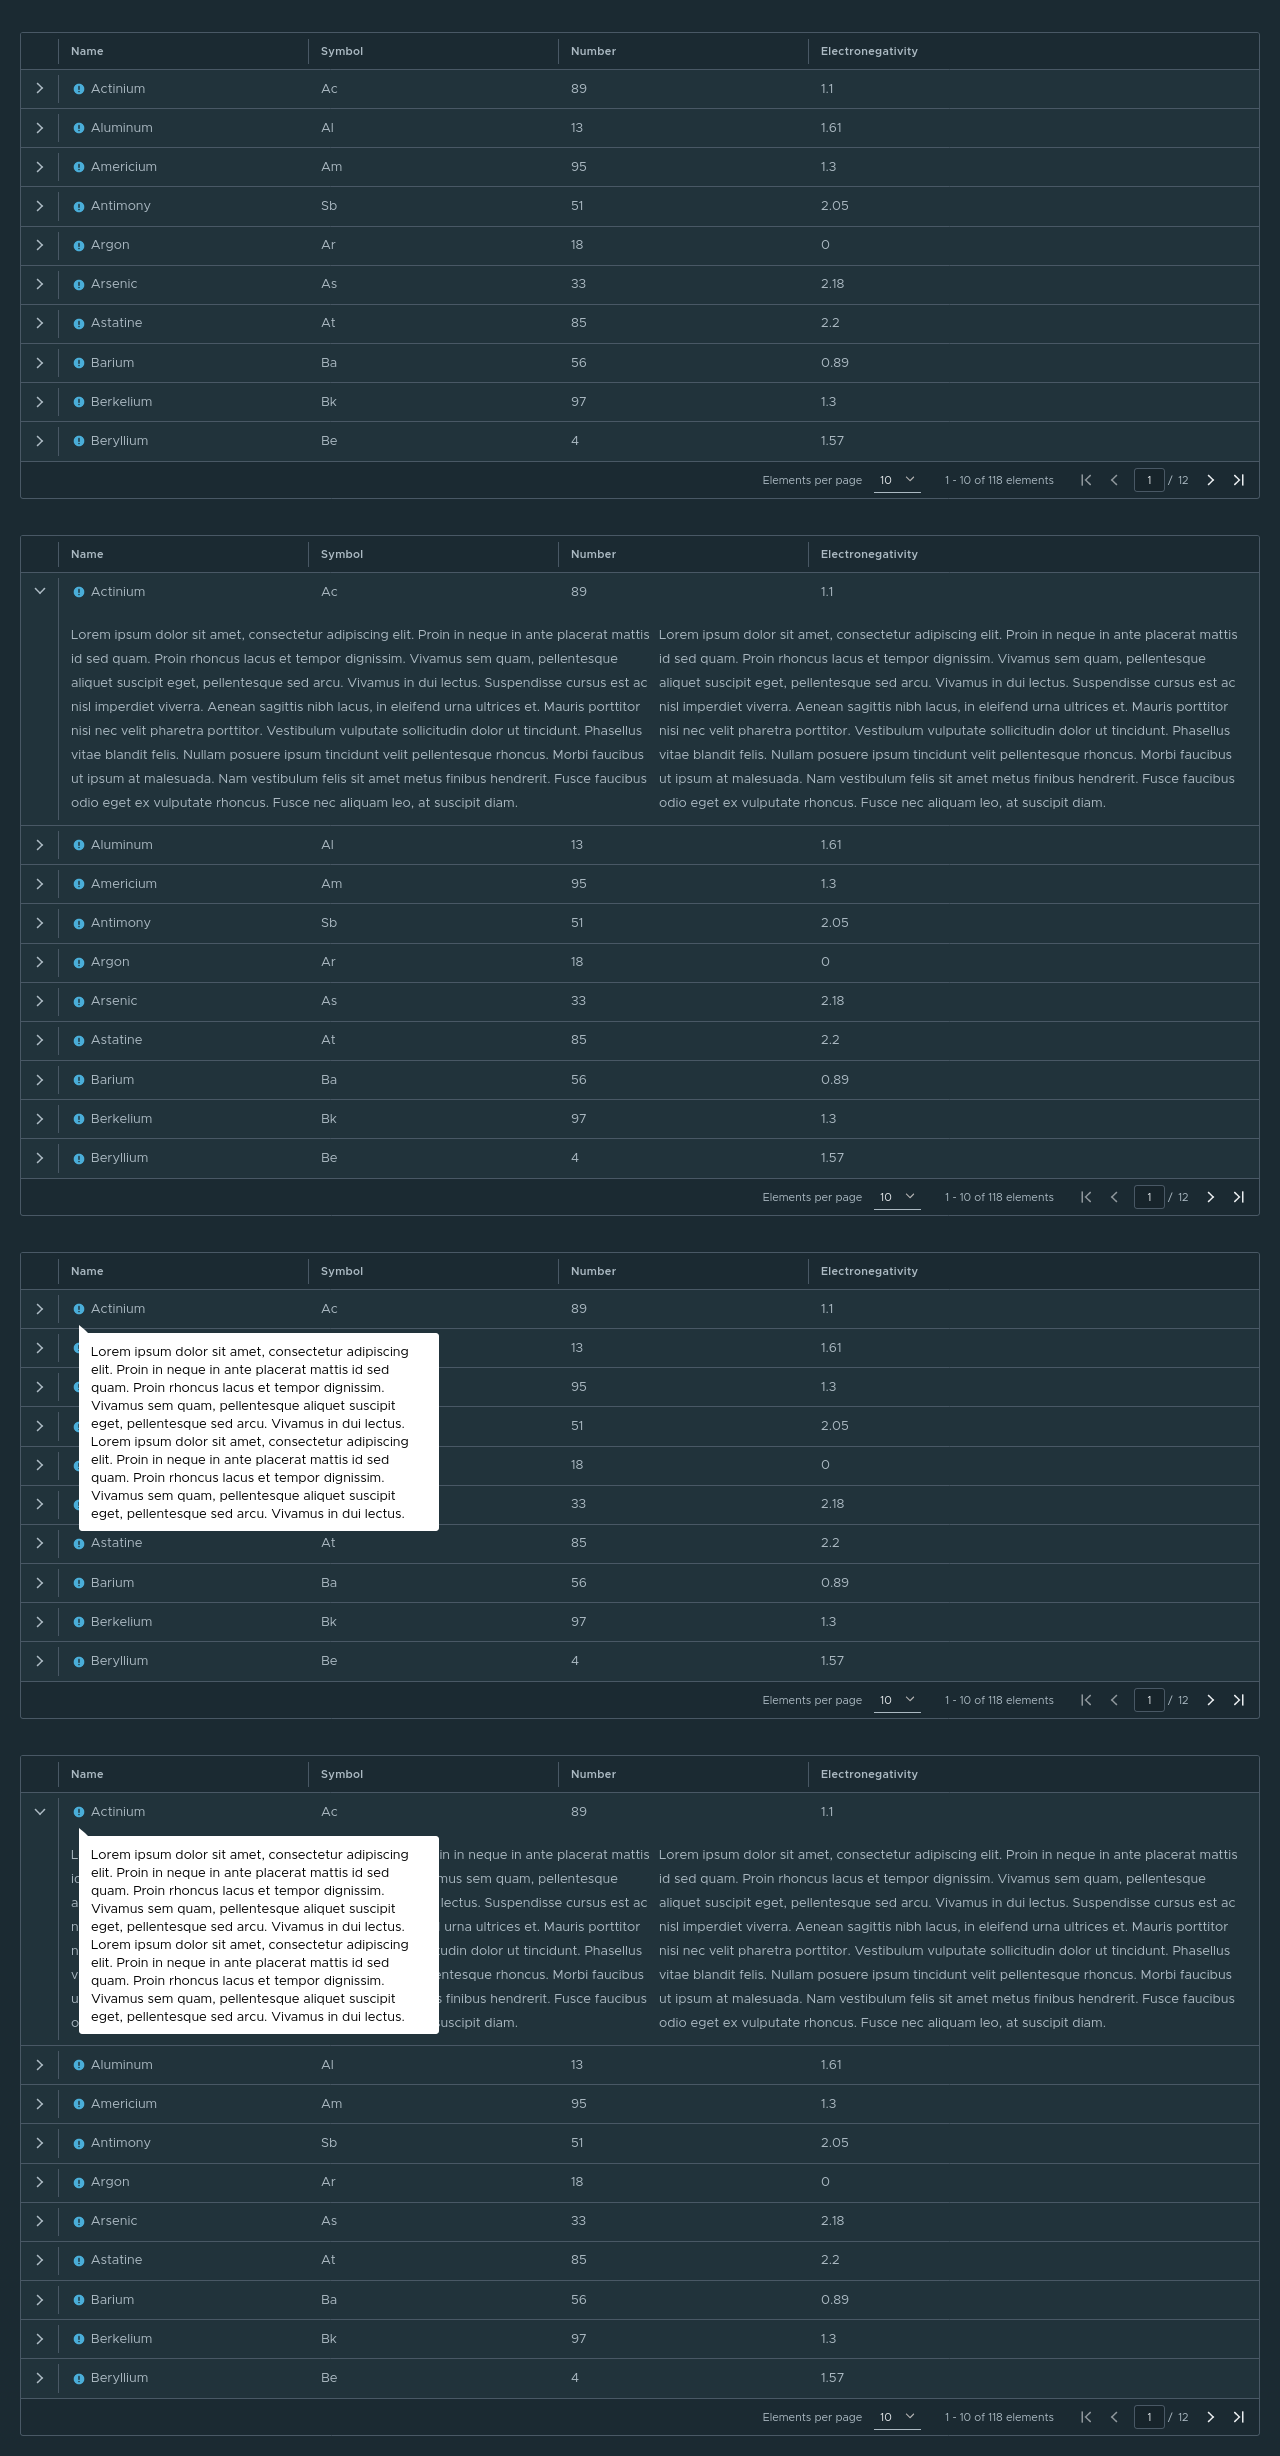 Name Symbol Number Electronegativity
Actinium Ac 89 1.1
Aluminum Al 13 1.61
Americium Am 95 1.3
Antimony Sb 51 2.05
Argon Ar 18 0
Arsenic As 33 2.18
Astatine At 85 2.2
Barium Ba 56 0.89
Berkelium Bk 97 1.3
Beryllium Be 4 1.57
Elements per page 10 1 - 10 of 118 elements 1 / 12
Name Symbol Number Electronegativity
Actinium Ac 89 1.1
Lorem ipsum dolor sit amet, consectetur adipiscing elit. Proin in neque in ante placerat mattis
id sed quam. Proin rhoncus lacus et tempor dignissim. Vivamus sem quam, pellentesque
aliquet suscipit eget, pellentesque sed arcu. Vivamus in dui lectus. Suspendisse cursus est ac
nisl imperdiet viverra. Aenean sagittis nibh lacus, in eleifend urna ultrices et. Mauris porttitor
nisi nec velit pharetra porttitor. Vestibulum vulputate sollicitudin dolor ut tincidunt. Phasellus
vitae blandit felis. Nullam posuere ipsum tincidunt velit pellentesque rhoncus. Morbi faucibus
ut ipsum at malesuada. Nam vestibulum felis sit amet metus finibus hendrerit. Fusce faucibus
odio eget ex vulputate rhoncus. Fusce nec aliquam leo, at suscipit diam.
Lorem ipsum dolor sit amet, consectetur adipiscing elit. Proin in neque in ante placerat mattis
id sed quam. Proin rhoncus lacus et tempor dignissim. Vivamus sem quam, pellentesque
aliquet suscipit eget, pellentesque sed arcu. Vivamus in dui lectus. Suspendisse cursus est ac
nisl imperdiet viverra. Aenean sagittis nibh lacus, in eleifend urna ultrices et. Mauris porttitor
nisi nec velit pharetra porttitor. Vestibulum vulputate sollicitudin dolor ut tincidunt. Phasellus
vitae blandit felis. Nullam posuere ipsum tincidunt velit pellentesque rhoncus. Morbi faucibus
ut ipsum at malesuada. Nam vestibulum felis sit amet metus finibus hendrerit. Fusce faucibus
odio eget ex vulputate rhoncus. Fusce nec aliquam leo, at suscipit diam.
Aluminum Al 13 1.61
Americium Am 95 1.3
Antimony Sb 51 2.05
Argon Ar 18 0
Arsenic As 33 2.18
Astatine At 85 2.2
Barium Ba 56 0.89
Berkelium Bk 97 1.3
Beryllium Be 4 1.57
Elements per page 10 1 - 10 of 118 elements 1 / 12
Name Symbol Number Electronegativity
Actinium Ac 89 1.1
Lorem ipsum dolor sit amet, consectetur adipiscing
elit. Proin in neque in ante placerat mattis id sed
quam. Proin rhoncus lacus et tempor dignissim.
Vivamus sem quam, pellentesque aliquet suscipit
eget, pellentesque sed arcu. Vivamus in dui lectus.
Lorem ipsum dolor sit amet, consectetur adipiscing
elit. Proin in neque in ante placerat mattis id sed
quam. Proin rhoncus lacus et tempor dignissim.
Vivamus sem quam, pellentesque aliquet suscipit
eget, pellentesque sed arcu. Vivamus in dui lectus.
13 1.61
95 1.3
51 2.05
18 0
33 2.18
Astatine At 85 2.2
Barium Ba 56 0.89
Berkelium Bk 97 1.3
Beryllium Be 4 1.57
Elements per page 10 1 - 10 of 118 elements 1 / 12
Name Symbol Number Electronegativity
Actinium Ac 89 1.1
Lorem ipsum dolor sit amet, consectetur adipiscing
elit. Proin in neque in ante placerat mattis id sed
quam. Proin rhoncus lacus et tempor dignissim.
Vivamus sem quam, pellentesque aliquet suscipit
eget, pellentesque sed arcu. Vivamus in dui lectus.
Lorem ipsum dolor sit amet, consectetur adipiscing
elit. Proin in neque in ante placerat mattis id sed
quam. Proin rhoncus lacus et tempor dignissim.
Vivamus sem quam, pellentesque aliquet suscipit
eget, pellentesque sed arcu. Vivamus in dui lectus.
in in neque in ante placerat mattis
sem quam, pellentesque
lectus. Suspendisse cursus est ac
urna ultrices et. Mauris porttitor
dolor ut tincidunt. Phasellus
rhoncus. Morbi faucibus
finibus hendrerit. Fusce faucibus
diam.
Lorem ipsum dolor sit amet, consectetur adipiscing elit. Proin in neque in ante placerat mattis
id sed quam. Proin rhoncus lacus et tempor dignissim. Vivamus sem quam, pellentesque
aliquet suscipit eget, pellentesque sed arcu. Vivamus in dui lectus. Suspendisse cursus est ac
nisl imperdiet viverra. Aenean sagittis nibh lacus, in eleifend urna ultrices et. Mauris porttitor
nisi nec velit pharetra porttitor. Vestibulum vulputate sollicitudin dolor ut tincidunt. Phasellus
vitae blandit felis. Nullam posuere ipsum tincidunt velit pellentesque rhoncus. Morbi faucibus
ut ipsum at malesuada. Nam vestibulum felis sit amet metus finibus hendrerit. Fusce faucibus
odio eget ex vulputate rhoncus. Fusce nec aliquam leo, at suscipit diam.
Aluminum Al 13 1.61
Americium Am 95 1.3
Antimony Sb 51 2.05
Argon Ar 18 0
Arsenic As 33 2.18
Astatine At 85 2.2
Barium Ba 56 0.89
Berkelium Bk 97 1.3
Beryllium Be 4 1.57
Elements per page 10 1 - 10 of 118 elements 1 / 12